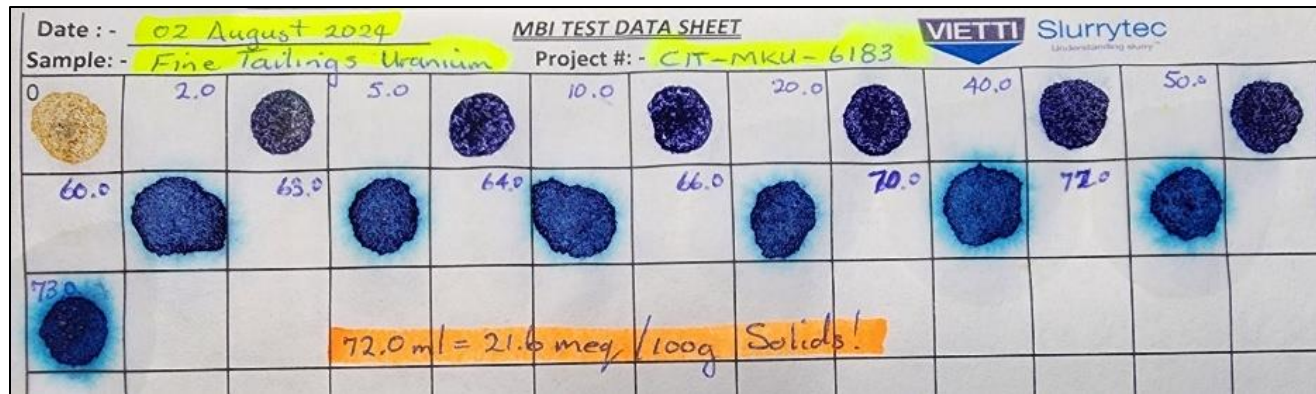 Date : - 02 August 2024 MBI TEST DATA SHEET VIETTI Slurrytec
Understanding slurry™
Sample: - Fine Tailings Uranium Project #: - CIT-MKU-6183
0 2.0 5.0 10.0 20.0 40.0 50.0
60.0 63.0 64.0 66.0 70.0 72.0
73.0
72.0 ml = 21.6 meq/100g Solids!